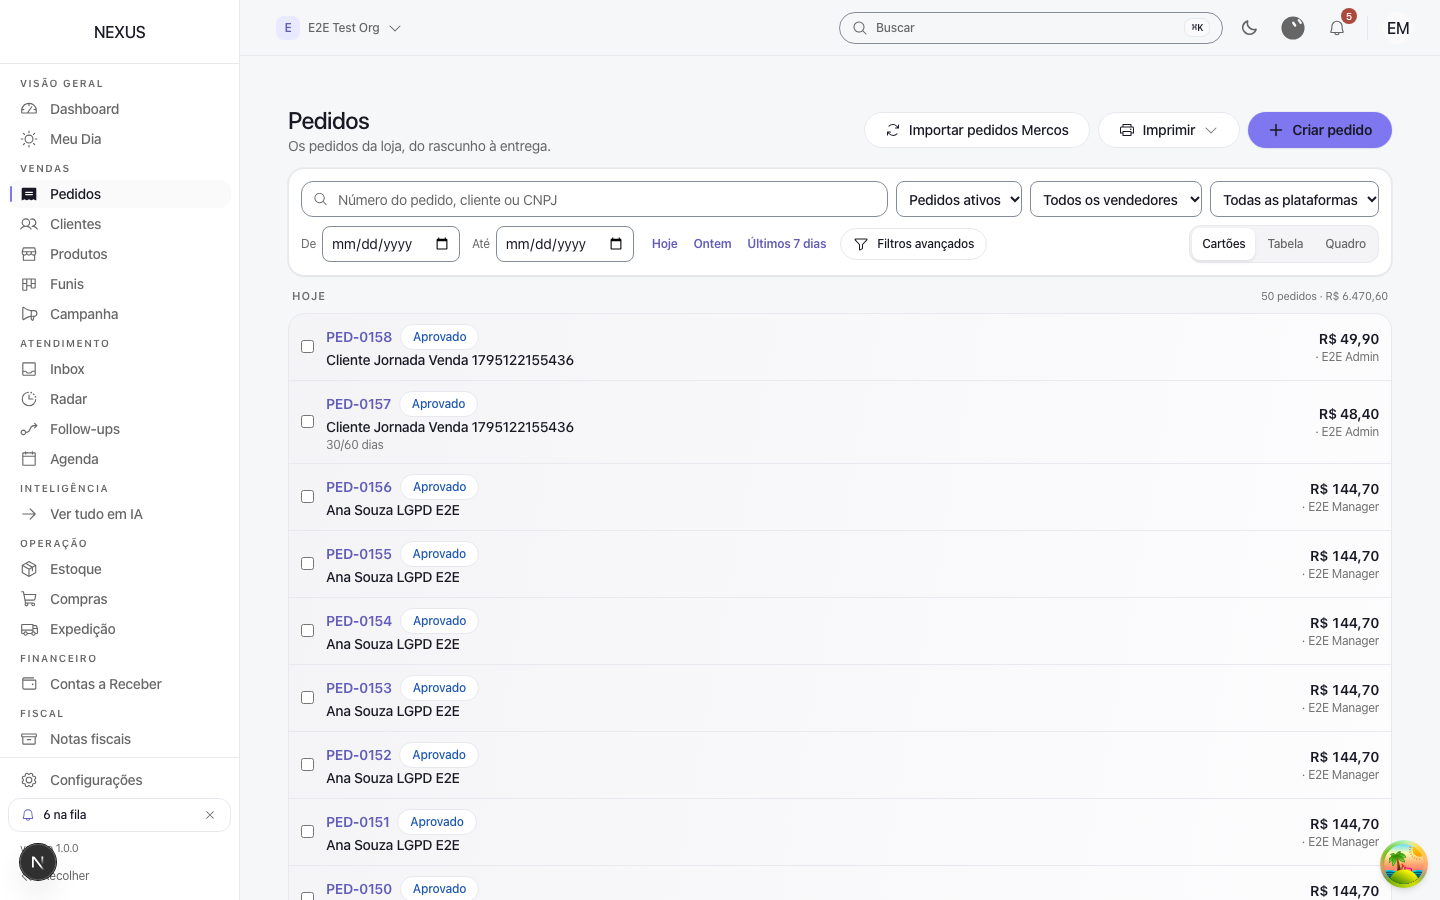 NEXUS
E E2E Test Org
Buscar
⌘K
5
EM
VISÃO GERAL
Dashboard
Meu Dia
VENDAS
Pedidos
Clientes
Produtos
Funis
Campanha
ATENDIMENTO
Inbox
Radar
Follow-ups
Agenda
INTELIGÊNCIA
Ver tudo em IA
OPERAÇÃO
Estoque
Compras
Expedição
FINANCEIRO
Contas a Receber
FISCAL
Notas fiscais
Configurações
6 na fila
1.0.0
N
Pedidos
Os pedidos da loja, do rascunho à entrega.
Importar pedidos Mercos
Imprimir
Criar pedido
Número do pedido, cliente ou CNPJ
Pedidos ativos
Todos os vendedores
Todas as plataformas
De mm/dd/yyyy Até mm/dd/yyyy Hoje Ontem Últimos 7 dias Filtros avançados
Cartões Tabela Quadro
HOJE
50 pedidos · R$ 6.470,60
PED-0158 Aprovado
Cliente Jornada Venda 1795122155436
R$ 49,90
· E2E Admin
PED-0157 Aprovado
Cliente Jornada Venda 1795122155436
30/60 dias
R$ 48,40
· E2E Admin
PED-0156 Aprovado
Ana Souza LGPD E2E
R$ 144,70
· E2E Manager
PED-0155 Aprovado
Ana Souza LGPD E2E
R$ 144,70
· E2E Manager
PED-0154 Aprovado
Ana Souza LGPD E2E
R$ 144,70
· E2E Manager
PED-0153 Aprovado
Ana Souza LGPD E2E
R$ 144,70
· E2E Manager
PED-0152 Aprovado
Ana Souza LGPD E2E
R$ 144,70
· E2E Manager
PED-0151 Aprovado
Ana Souza LGPD E2E
R$ 144,70
· E2E Manager
PED-0150 Aprovado
R$ 144,70